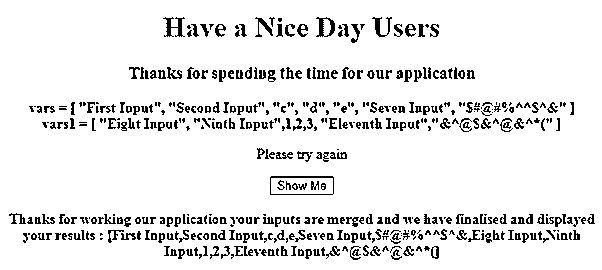 Have a Nice Day Users
Thanks for spending the time for our application
vars = [ "First Input", "Second Input", "c", "d", "e", "Seven Input", "$#@#%^^$^&" ]
vars1 = [ "Eight Input", "Ninth Input",1,2,3, "Eleventh Input","&^@$&^@&^*(" ]
Please try again
Show Me
Thanks for working our application your inputs are merged and we have finalised and displayed
your results : [First Input,Second Input,c,d,e,Seven Input,$#@#%^^$^&,Eight Input,Ninth
Input,1,2,3,Eleventh Input,&^@$&^@&^*(]